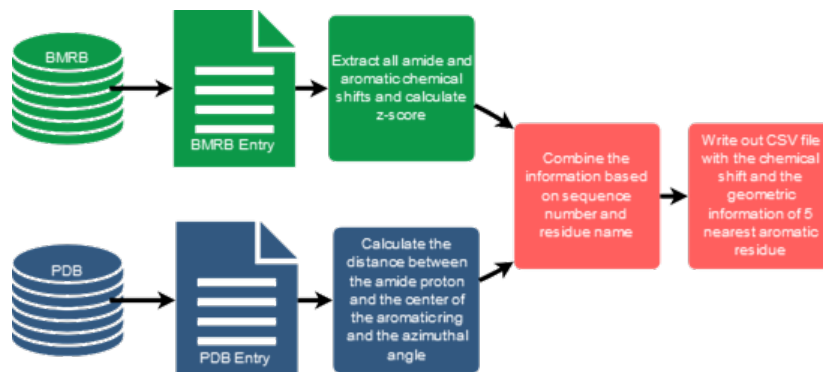 BMRB
BMRB Entry
Extract all amide and
aromatic chemical
shifts and calculate
z-score
PDB
PDB Entry
Calculate the
distance between
the amide proton
and the center of
the aromatic ring
and the azimuthal
angle
Combine the
information based
on sequence
number and
residue name
Write out CSV file
with the chemical
shift and the
geometric
information of 5
nearest aromatic
residue